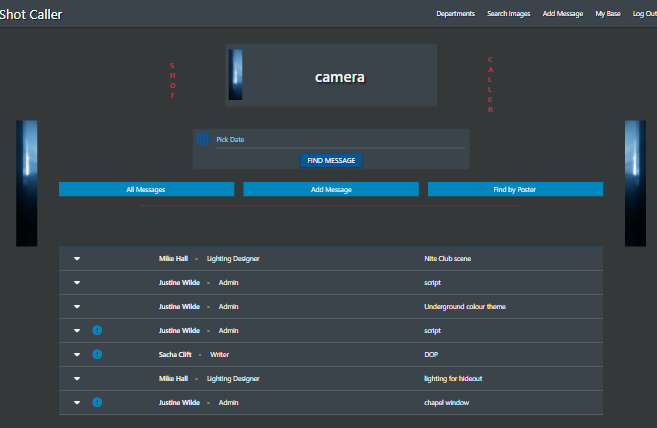 Shot Caller
Departments Search Images Add Message My Base Log Out
SHOT
camera
CALLER
Pick Date
FIND MESSAGE
All Messages Add Message Find by Poster
Mike Hall - Lighting Designer Nite Club scene
Justine Wilde - Admin script
Justine Wilde - Admin Underground colour theme
Justine Wilde - Admin script
Sacha Clift - Writer DOP
Mike Hall - Lighting Designer lighting for hideout
Justine Wilde - Admin chapel window